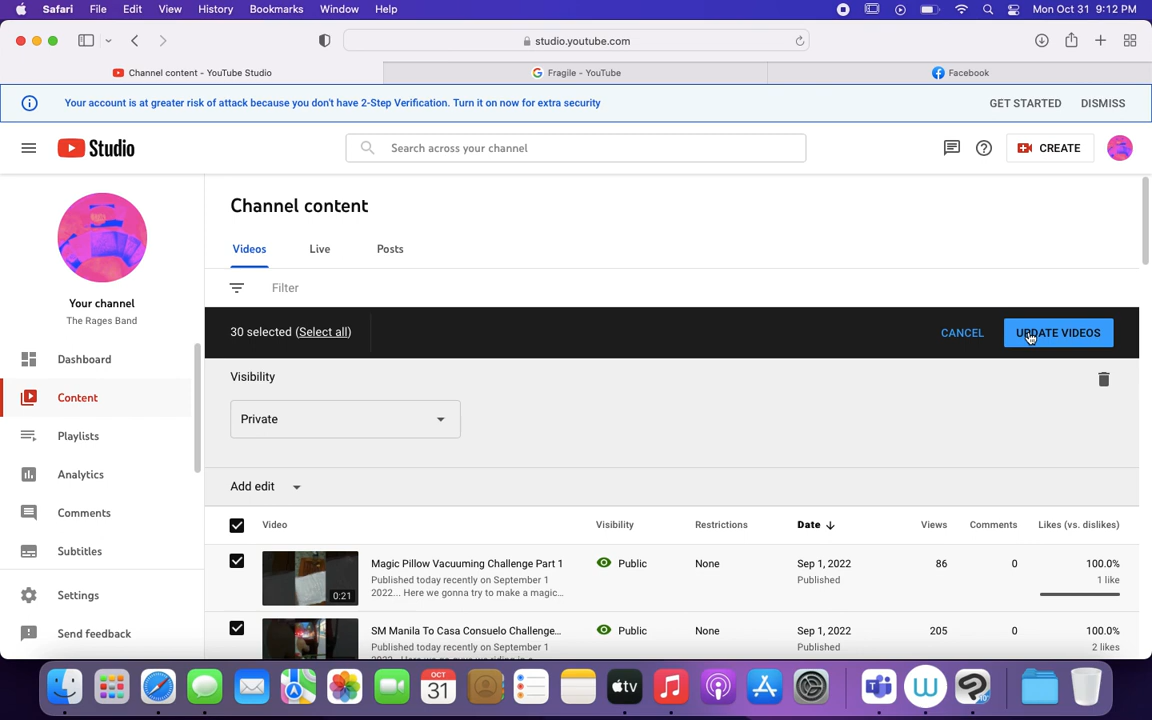 Safari File Edit View History Bookmarks Window Help Mon Oct 31 9:12 PM
studio.youtube.com
Channel content - YouTube Studio Fragile - YouTube Facebook
Your account is at greater risk of attack because you don't have 2-Step Verification. Turn it on now for extra security GET STARTED DISMISS
Studio Search across your channel CREATE
Channel content
Videos Live Posts
Filter
Your channel
The Rages Band
30 selected (Select all) CANCEL UPDATE VIDEOS
Dashboard
Visibility
Content
Private
Playlists
Analytics
Add edit
Comments
Video Visibility Restrictions Date Views Comments Likes (vs. dislikes)
Subtitles
Magic Pillow Vacuuming Challenge Part 1 Public None Sep 1, 2022 86 0 100.0%
Published today recently on September 1 Published 1 like
2022... Here we gonna try to make a magic...
0:21
Settings
Send feedback
SM Manila To Casa Consuelo Challenge... Public None Sep 1, 2022 205 0 100.0%
Published today recently on September 1 Published 2 likes
OCT
31
tv